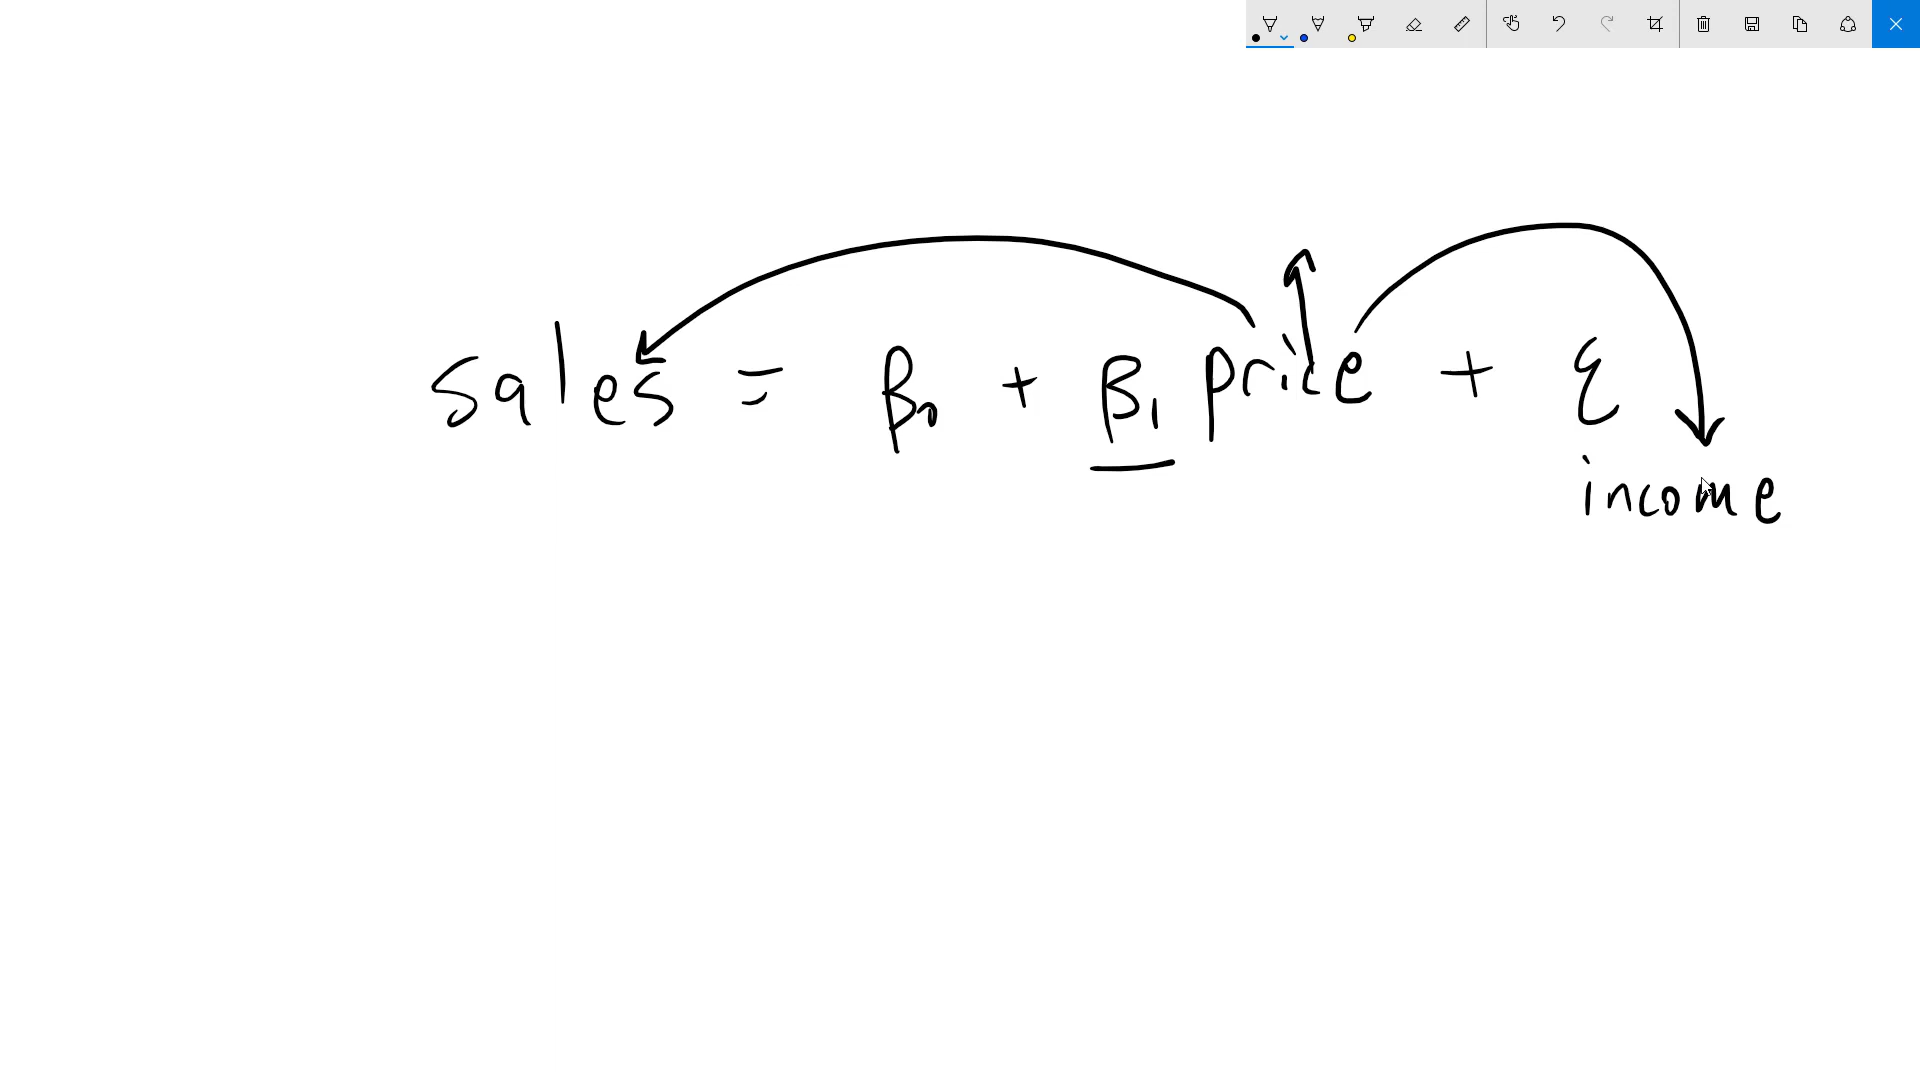 sales = β₀ + β₁ price + ε
income